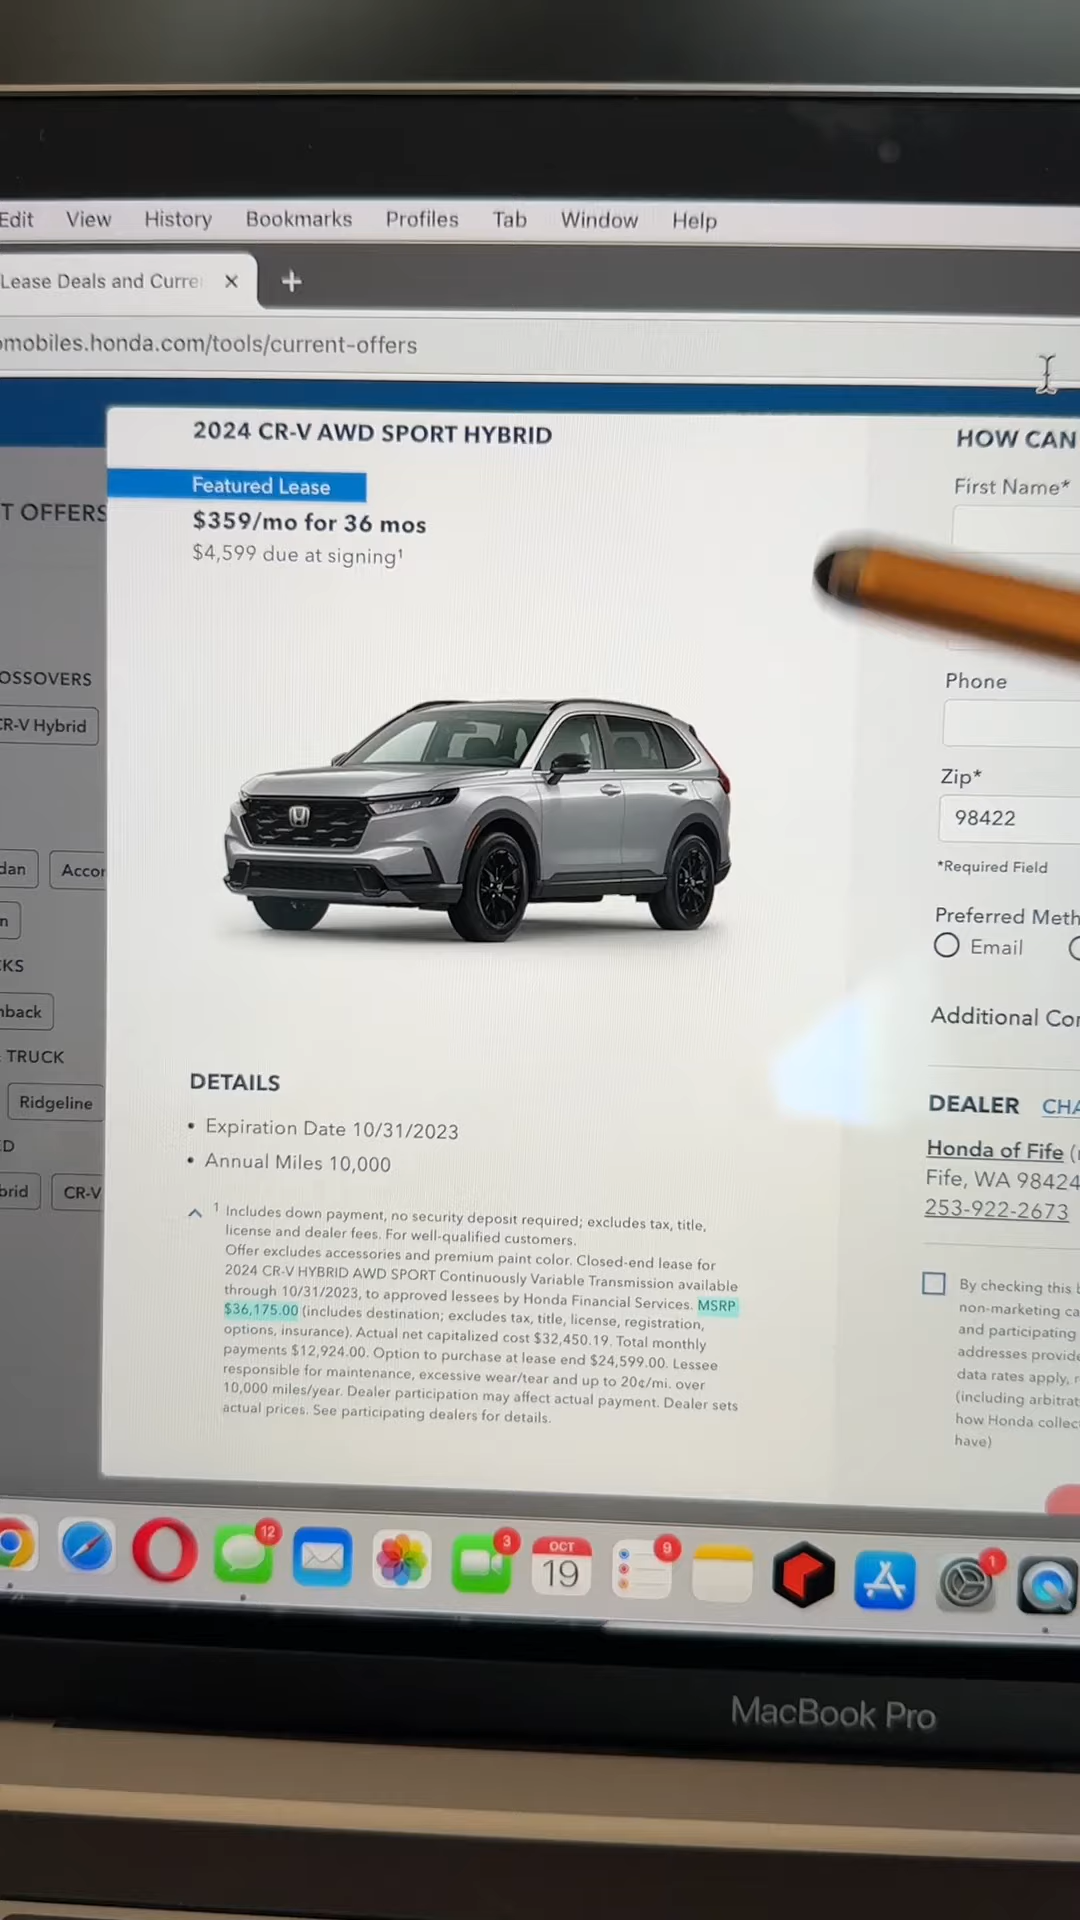 Edit View History Bookmarks Profiles Tab Window Help
Lease Deals and Curre
mobiles.honda.com/tools/current-offers
2024 CR-V AWD SPORT HYBRID
Featured Lease
$359/mo for 36 mos
$4,599 due at signing¹
T OFFERS
OSSOVERS
CR-V Hybrid
dan
Accor
n
CKS
hback
TRUCK
Ridgeline
D
brid
CR-V
DETAILS
• Expiration Date 10/31/2023
• Annual Miles 10,000
¹ Includes down payment, no security deposit required; excludes tax, title,
license and dealer fees. For well-qualified customers.
Offer excludes accessories and premium paint color. Closed-end lease for
2024 CR-V HYBRID AWD SPORT Continuously Variable Transmission available
through 10/31/2023, to approved lessees by Honda Financial Services. MSRP
$36,175.00 (includes destination; excludes tax, title, license, registration,
options, insurance). Actual net capitalized cost $32,450.19. Total monthly
payments $12,924.00. Option to purchase at lease end $24,599.00. Lessee
responsible for maintenance, excessive wear/tear and up to 20¢/mi. over
10,000 miles/year. Dealer participation may affect actual payment. Dealer sets
actual prices. See participating dealers for details.
HOW CAN
First Name*
Phone
Zip*
98422
*Required Field
Preferred Meth
Email
Additional Cor
DEALER CHA
Honda of Fife
Fife, WA 98424
253-922-2673
By checking this b
non-marketing ca
and participating
addresses provide
data rates apply, r
(including arbitrat
how Honda collec
have)
12
3
OCT
19
9
1
MacBook Pro